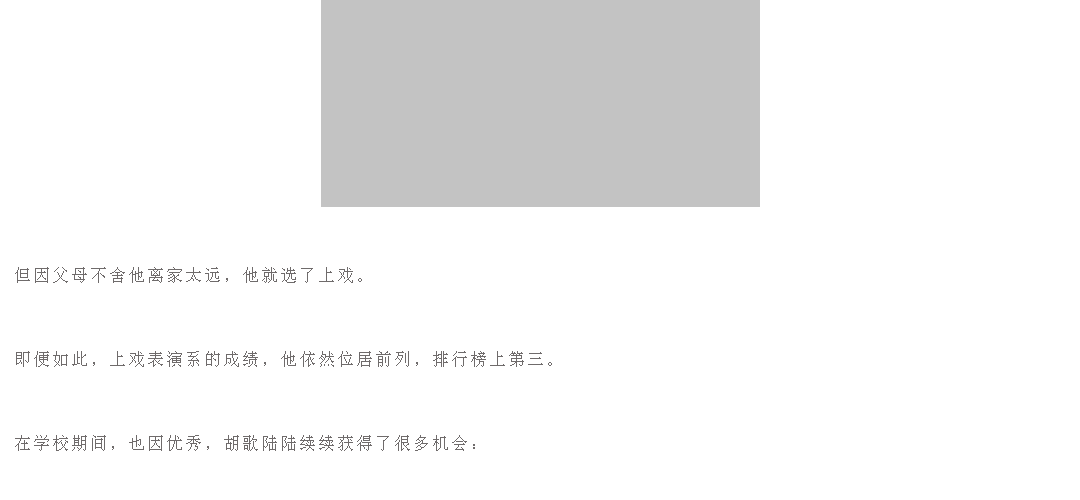 但因父母不舍他离家太远，他就选了上戏。
即便如此，上戏表演系的成绩，他依然位居前列，排行榜上第三。
在学校期间，也因优秀，胡歌陆陆续续获得了很多机会：